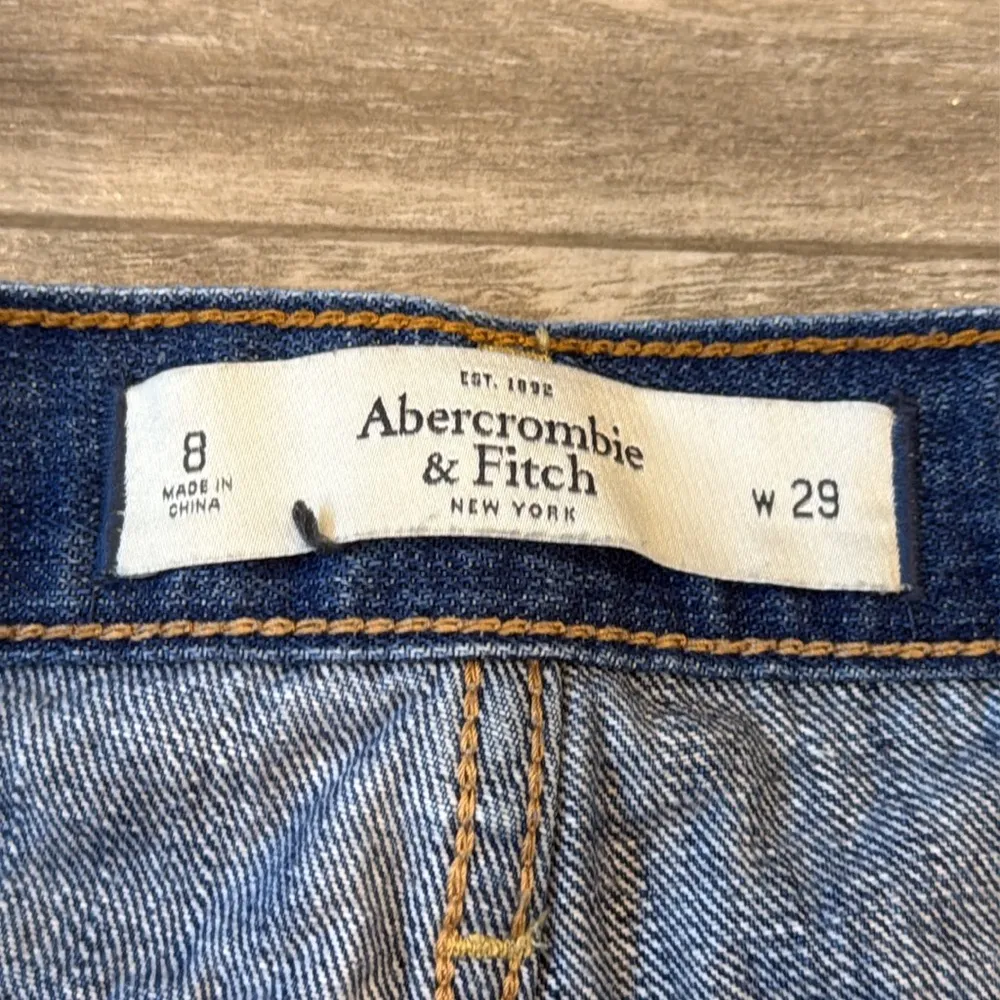 8
MADE IN
CHINA
EST. 1892
Abercrombie
& Fitch
NEW YORK
W 29